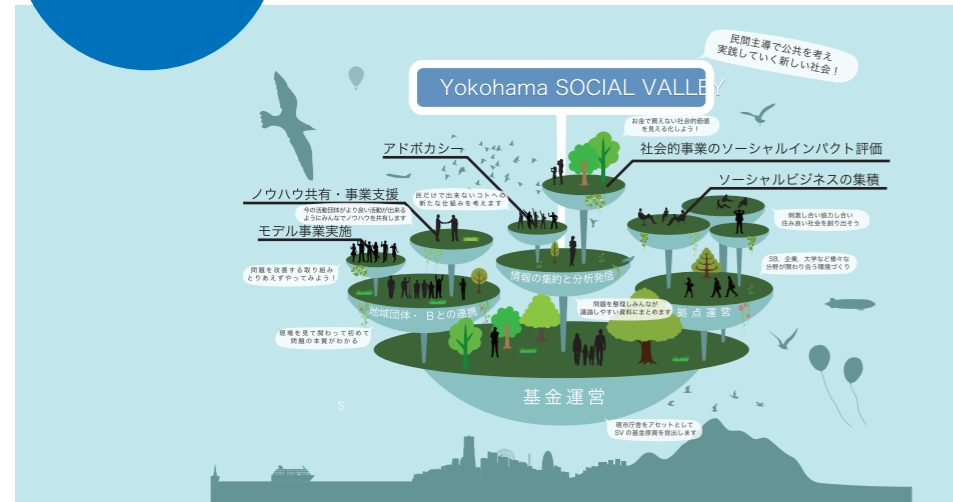 民間主導で公共を考え
実践していく新しい社会！
Yokohama SOCIAL VALLEY
お金で買えない社会的価値
を見える化しよう！
アドボカシー
社会的事業のソーシャルインパクト評価
ソーシャルビジネスの集積
ノウハウ共有・事業支援
民だけで出来ないコトへの
新たな仕組みを考えます
今の活動団体がより良い活動が出来る
ようにみんなでノウハウを共有します
刺激し合い協力し合い
住み良い社会を創り出そう
モデル事業実施
問題を改善する取り組み
とりあえずやってみよう！
情報の集約と分析発信
SB、企業、大学など様々な
分野が関わり合う環境づくり
地域団体・ Bとの連携
問題を整理しみんなが
議論しやすい資料にまとめます
拠点運営
現場を見て関わって初めて
問題の本質がわかる
基金運営
S
現市庁舎をアセットとして
SVの基金原資を捻出します